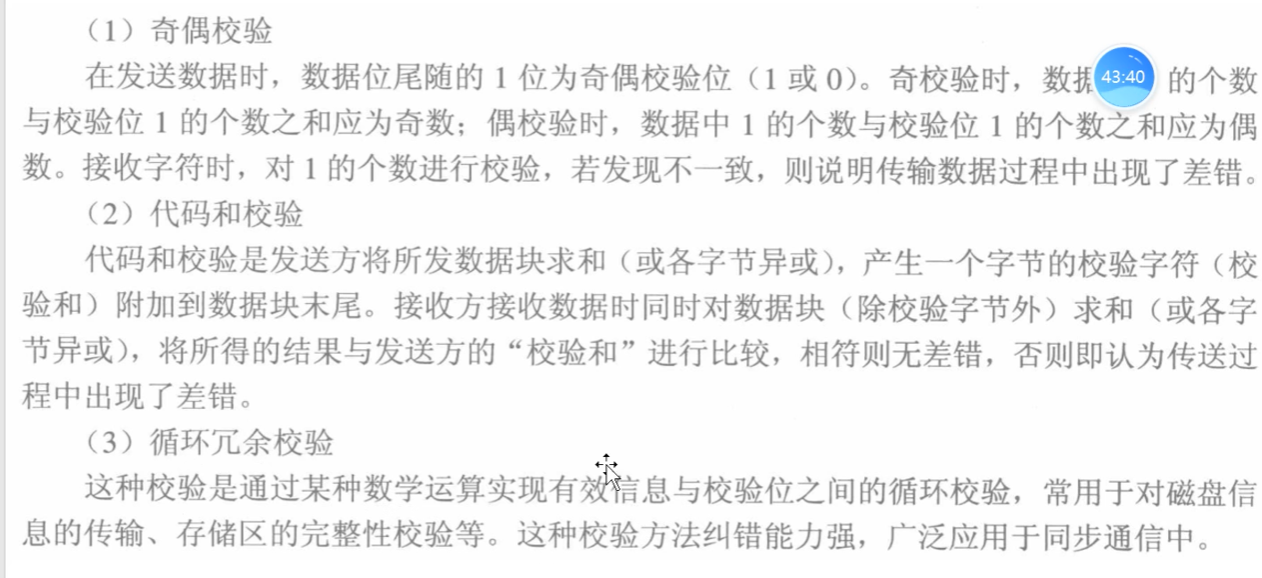 （1）奇偶校验
在发送数据时，数据位尾随的 1 位为奇偶校验位（1 或 0）。奇校验时，数据 43:40 的个数
与校验位 1 的个数之和应为奇数；偶校验时，数据中 1 的个数与校验位 1 的个数之和应为偶
数。接收字符时，对 1 的个数进行校验，若发现不一致，则说明传输数据过程中出现了差错。
（2）代码和校验
代码和校验是发送方将所发数据块求和（或各字节异或），产生一个字节的校验字符（校
验和）附加到数据块末尾。接收方接收数据时同时对数据块（除校验字节外）求和（或各字
节异或），将所得的结果与发送方的“校验和”进行比较，相符则无差错，否则即认为传送过
程中出现了差错。
（3）循环冗余校验
这种校验是通过某种数学运算实现有效信息与校验位之间的循环校验，常用于对磁盘信
息的传输、存储区的完整性校验等。这种校验方法纠错能力强，广泛应用于同步通信中。